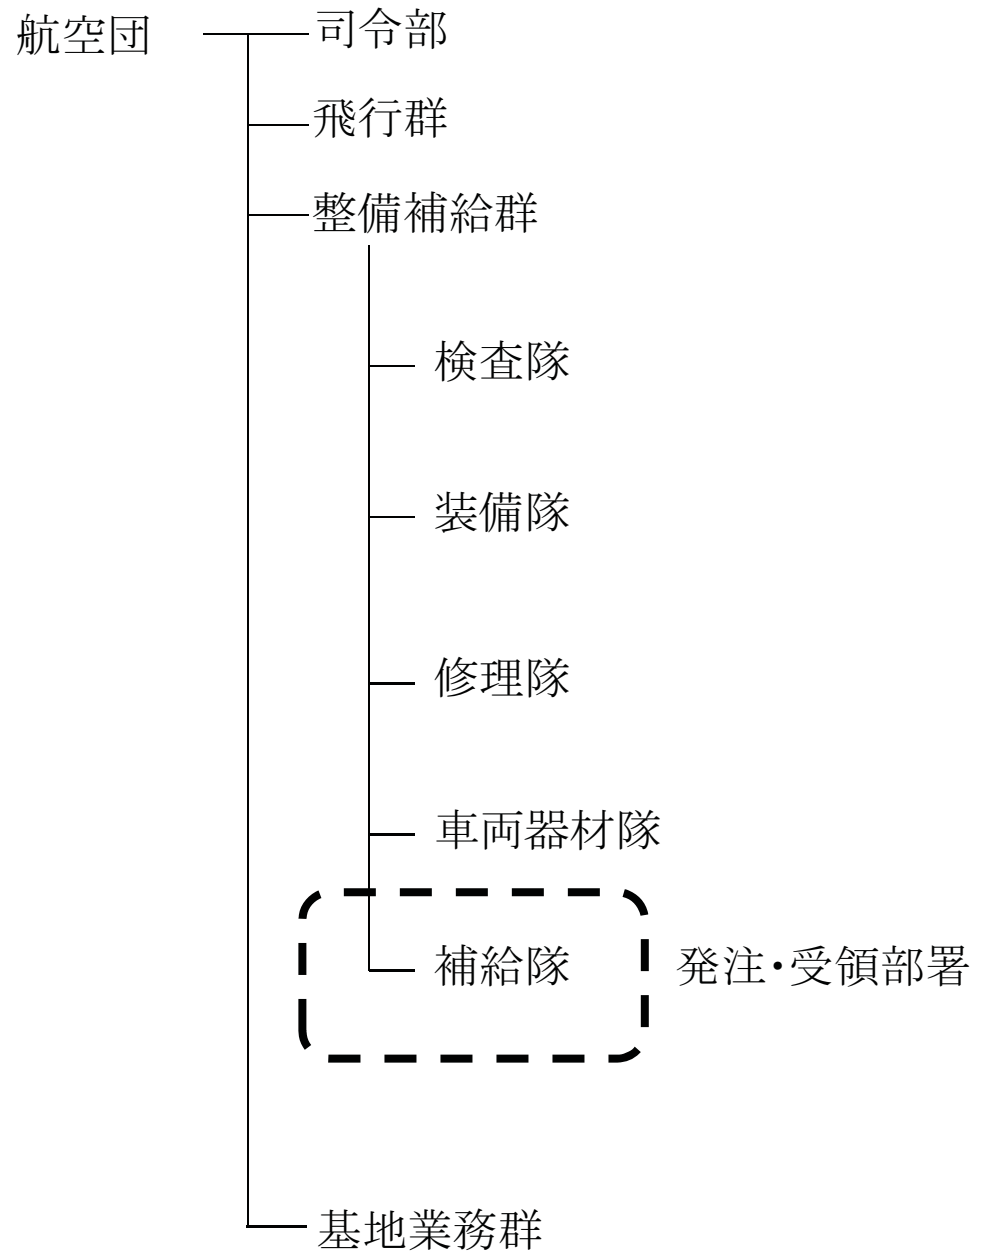 航空団
司令部
飛行群
整備補給群
検査隊
装備隊
修理隊
車両器材隊
補給隊
発注・受領部署
基地業務群